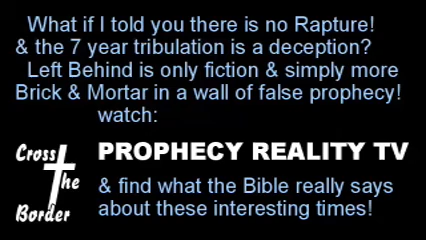 What if I told you there is no Rapture!
& the 7 year tribulation is a deception?
Left Behind is only fiction & simply more
Brick & Mortar in a wall of false prophecy!
watch:
PROPHECY REALITY TV
Cross
the
Border
& find what the Bible really says
about these interesting times!